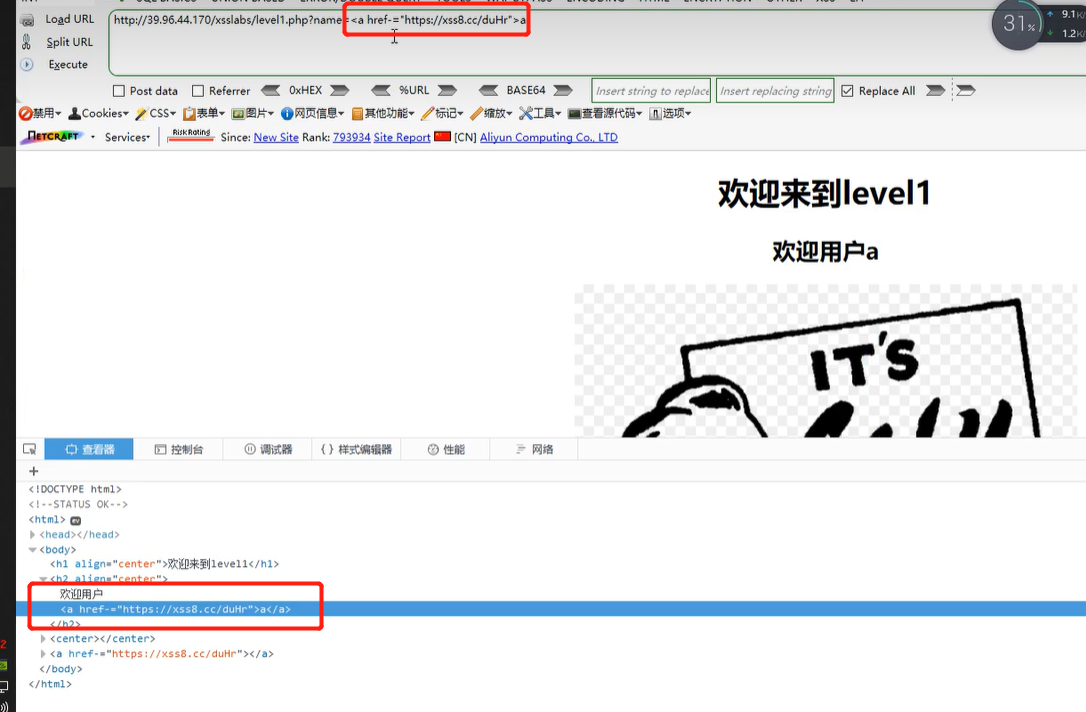 Load URL
http://39.96.44.170/xsslabs/level1.php?name=<a href-="https://xss8.cc/duHr">a
Split URL
Execute
31%
9.1K/
1.2K/
Post data Referrer 0xHEX %URL BASE64 Insert string to replace Insert replacing string Replace All
禁用 Cookies CSS 表单 图片 网页信息 其他功能 标记 缩放 工具 查看源代码 选项
NETCRAFT Services Risk Rating Since: New Site Rank: 793934 Site Report [CN] Aliyun Computing Co., LTD
欢迎来到level1
欢迎用户a
IT'S
查看器 控制台 调试器 {} 样式编辑器 性能 网络
+
<!DOCTYPE html>
<!--STATUS OK-->
<html> ev
<head></head>
<body>
<h1 align="center">欢迎来到level1</h1>
<h2 align="center">
欢迎用户
<a href-="https://xss8.cc/duHr">a</a>
</h2>
<center></center>
<a href-="https://xss8.cc/duHr"></a>
</body>
</html>
2